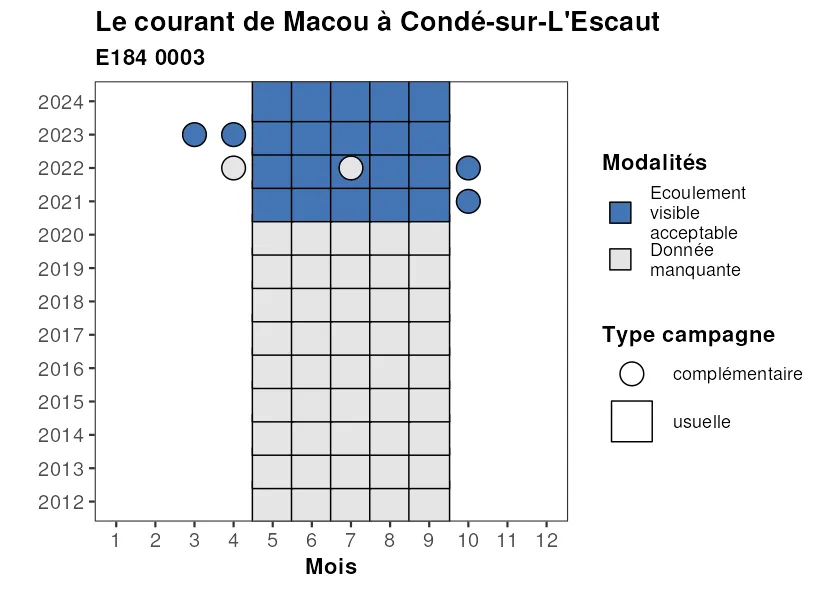 Le courant de Macou à Condé-sur-L'Escaut
E184 0003
2024
2023
2022
2021
2020
2019
2018
2017
2016
2015
2014
2013
2012
1 2 3 4 5 6 7 8 9 10 11 12
Mois
Modalités
Ecoulement
visible
acceptable
Donnée
manquante
Type campagne
complémentaire
usuelle